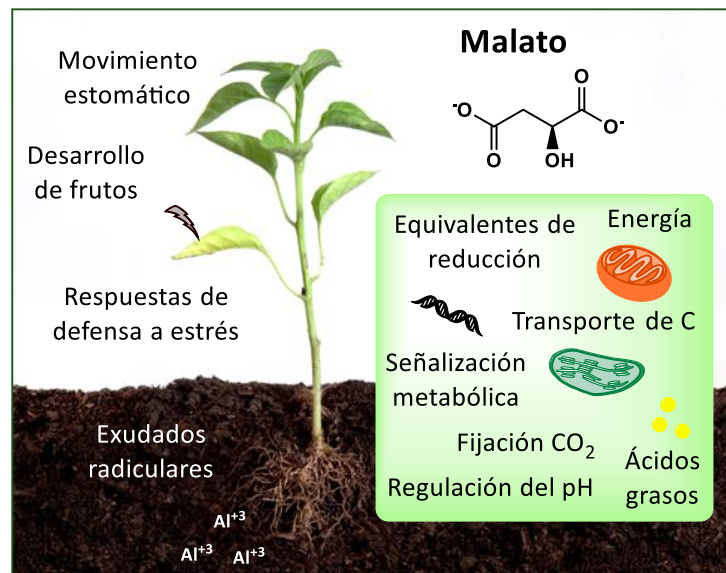 Malato
Movimiento
estomático
Desarrollo
de frutos
Respuestas de
defensa a estrés
Exudados
radiculares
Al+3
Al+3
Al+3
-O
O
OH
O
O-
Equivalentes de
reducción
Energía
Transporte de C
Señalización
metabólica
Fijación CO2
Ácidos
grasos
Regulación del pH